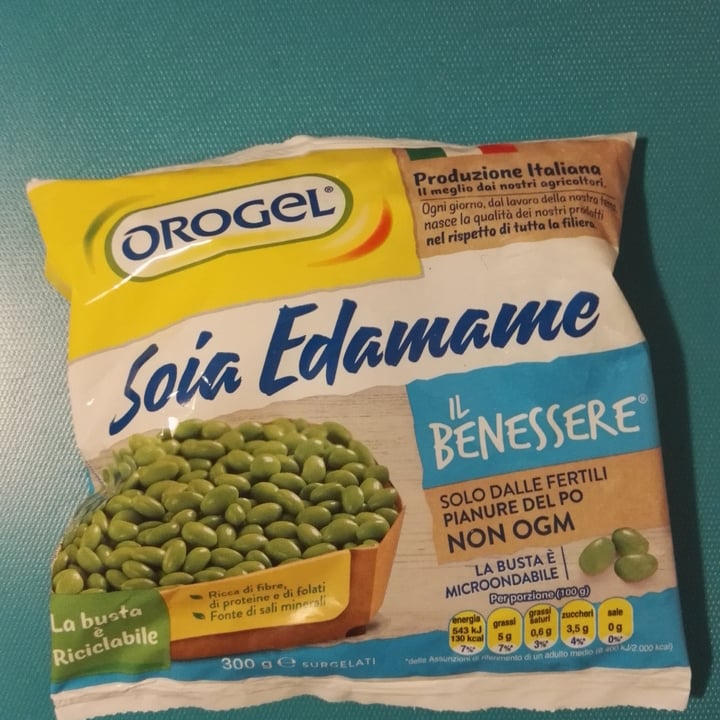 OROGEL®
Produzione Italiana
Il meglio dai nostri agricoltori.
Ogni giorno, dal lavoro della nostra terra,
nasce la qualità dei nostri prodotti
nel rispetto di tutta la filiera.
Soia Edamame
IL
BENESSERE®
SOLO DALLE FERTILI
PIANURE DEL PO
NON OGM
LA BUSTA È
MICROONDABILE
Ricca di fibre,
di proteine e di folati
Fonte di sali minerali
La busta
è
Riciclabile
300 g e SURGELATI
Per porzione (100 g)
energia
543 kJ
130 kcal
7%*
grassi
5 g
7%*
grassi
saturi
0,6 g
3%*
zuccheri
3,5 g
4%*
sale
0 g
0%*
*delle Assunzioni di riferimento di un adulto medio (8.400 kJ/2.000 kcal)